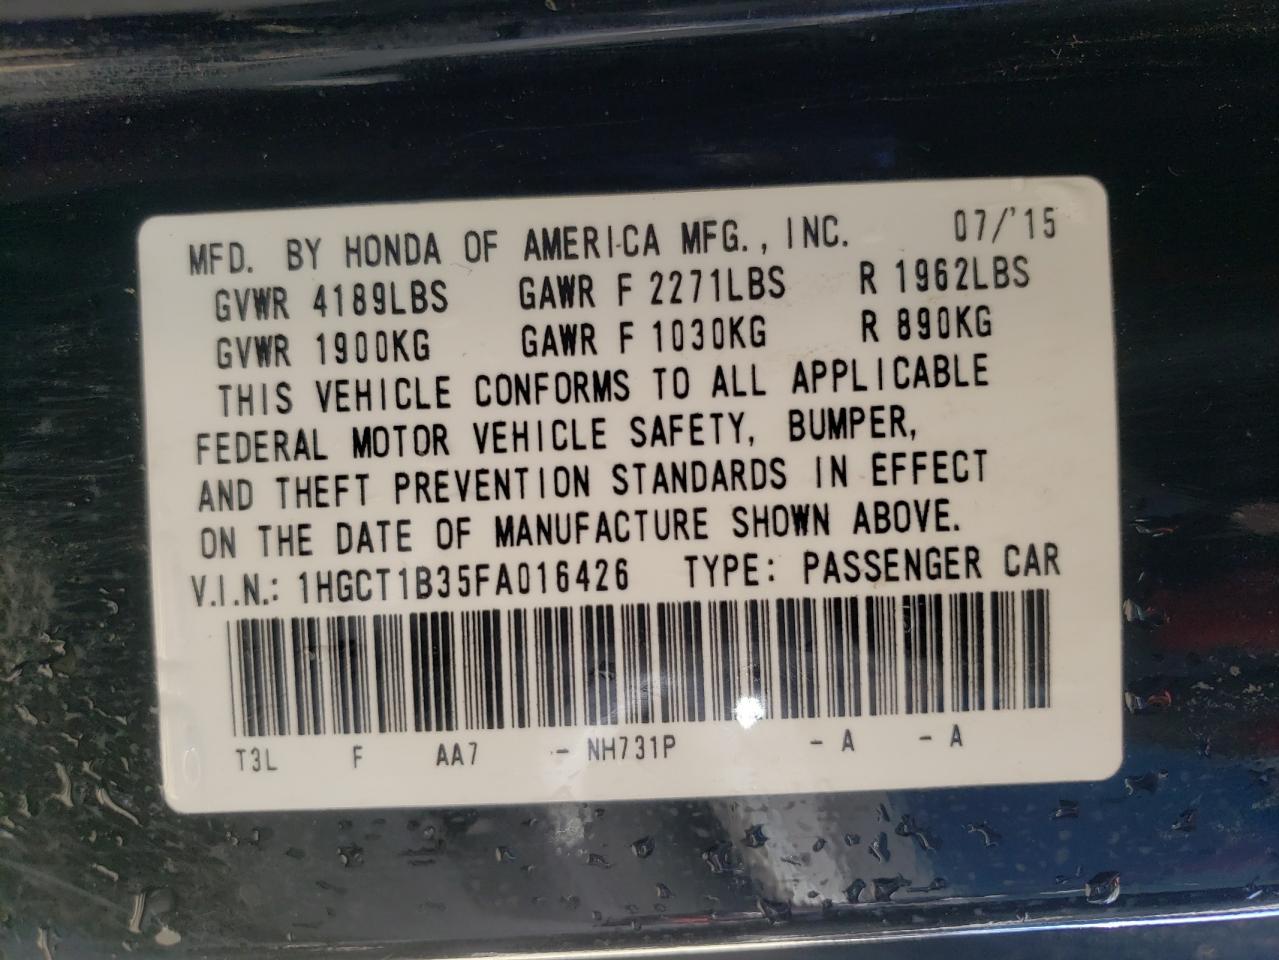 MFD. BY HONDA OF AMERICA MFG., INC. 07/'15
GVWR 4189LBS GAWR F 2271LBS R 1962LBS
GVWR 1900KG GAWR F 1030KG R 890KG
THIS VEHICLE CONFORMS TO ALL APPLICABLE
FEDERAL MOTOR VEHICLE SAFETY, BUMPER,
AND THEFT PREVENTION STANDARDS IN EFFECT
ON THE DATE OF MANUFACTURE SHOWN ABOVE.
V.I.N.: 1HGCT1B35FA016426 TYPE: PASSENGER CAR
T3L F AA7 - NH731P - A - A